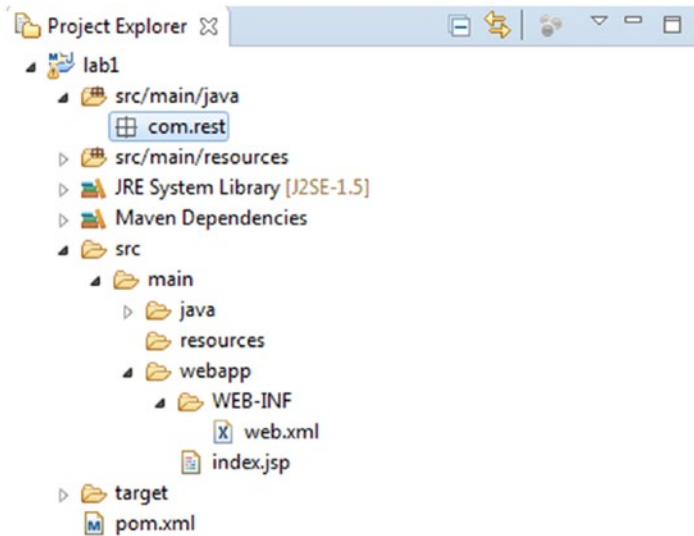 Project Explorer
lab1
src/main/java
com.rest
src/main/resources
JRE System Library [J2SE-1.5]
Maven Dependencies
src
main
java
resources
webapp
WEB-INF
web.xml
index.jsp
target
pom.xml